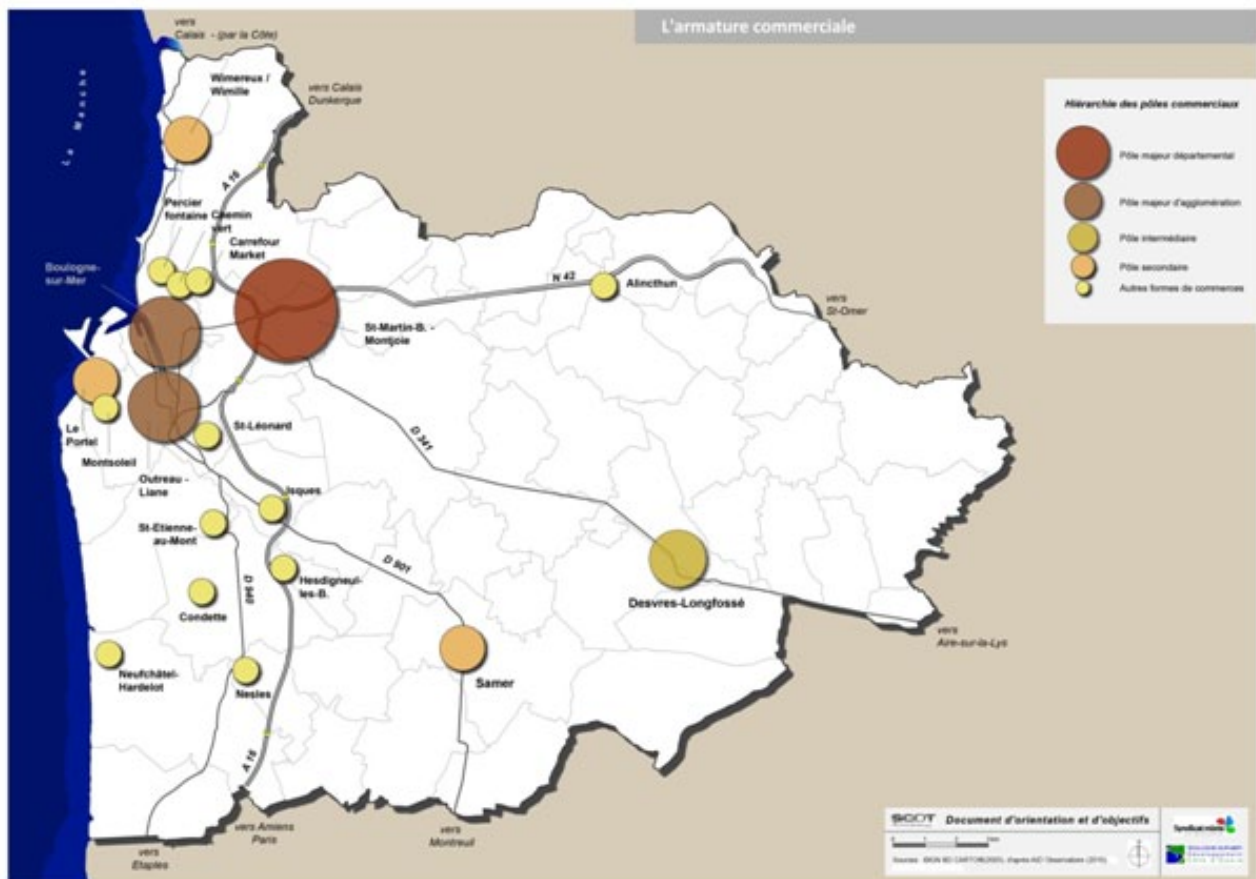 L'armature commerciale
vers
Calais - (par la Côte)
La Manche
Wimereux /
Wimille
vers Calais
Dunkerque
A 16
Percier
fontaine
Chemin
vert
Carrefour
Market
Boulogne-
sur-Mer
N 42
Alincthun
vers
St-Omer
St-Martin-B. -
Montjoie
Le
Portel
Montsoleil
Outreau -
Liane
St-Léonard
D 341
Isques
St-Etienne-
au-Mont
D 901
Hesdigneul-
les-B.
D 940
Condette
Desvres-Longfossé
vers
Aire-sur-la-Lys
Neufchâtel-
Hardelot
Nesles
Samer
A 16
vers Amiens
Paris
vers
Montreuil
vers
Etaples
Hiérarchie des pôles commerciaux
Pôle majeur départemental
Pôle majeur d'agglomération
Pôle intermédiaire
Pôle secondaire
Autres formes de commerces
SCOT Document d'orientation et d'objectifs
Syndicat mixte